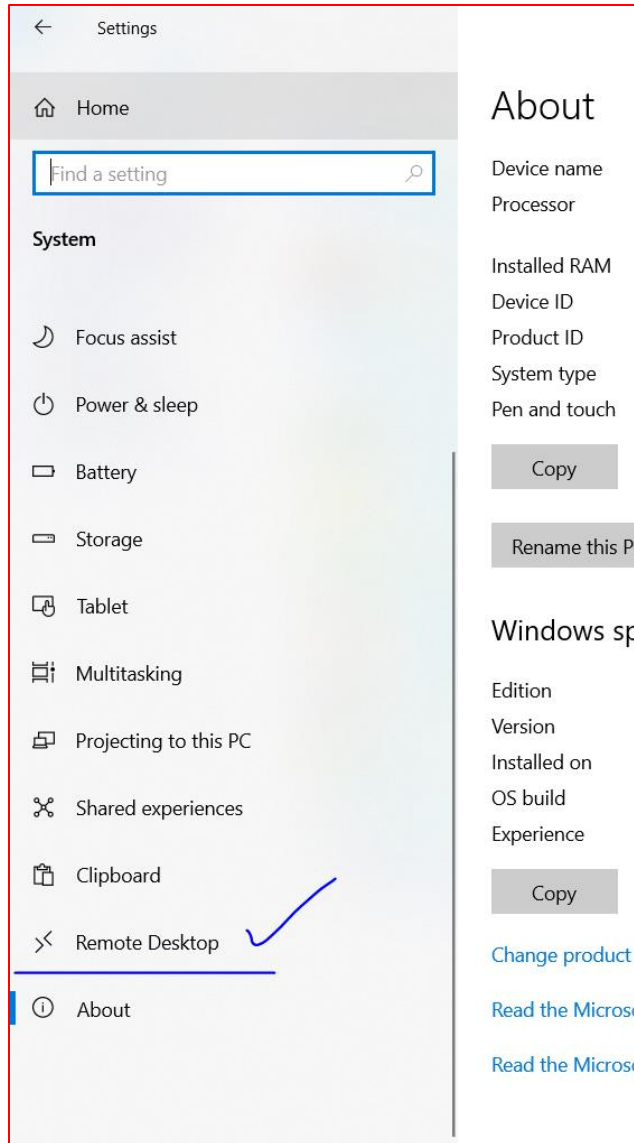 Settings
Home
Find a setting
System
Focus assist
Power & sleep
Battery
Storage
Tablet
Multitasking
Projecting to this PC
Shared experiences
Clipboard
Remote Desktop
About
About
Device name
Processor
Installed RAM
Device ID
Product ID
System type
Pen and touch
Copy
Rename this P
Windows sp
Edition
Version
Installed on
OS build
Experience
Copy
Change product
Read the Micros
Read the Micros